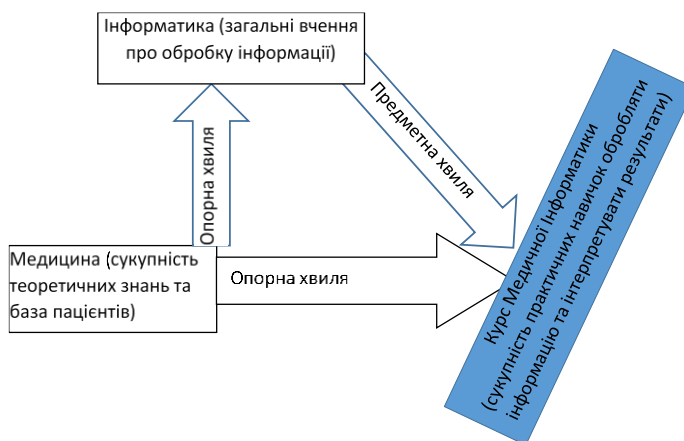 Інформатика (загальні вчення
про обробку інформації)
Предметна хвиля
Опорна хвиля
Медицина (сукупність
теоретичних знань та
база пацієнтів)
Опорна хвиля
Курс Медичної Інформатики
(сукупність практичних навичок обробляти
інформацію та інтерпретувати результати)